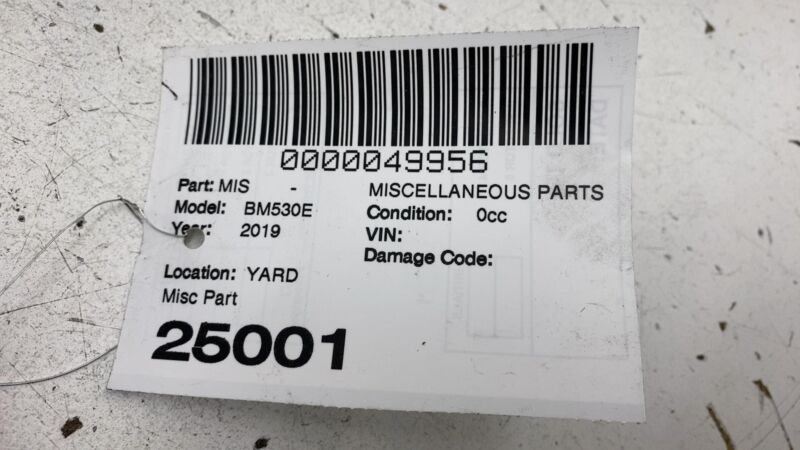 0000049956
Part: MIS - MISCELLANEOUS PARTS
Model: BM530E Condition: 0cc
Year: 2019 VIN:
Damage Code:
Location: YARD
Misc Part
25001